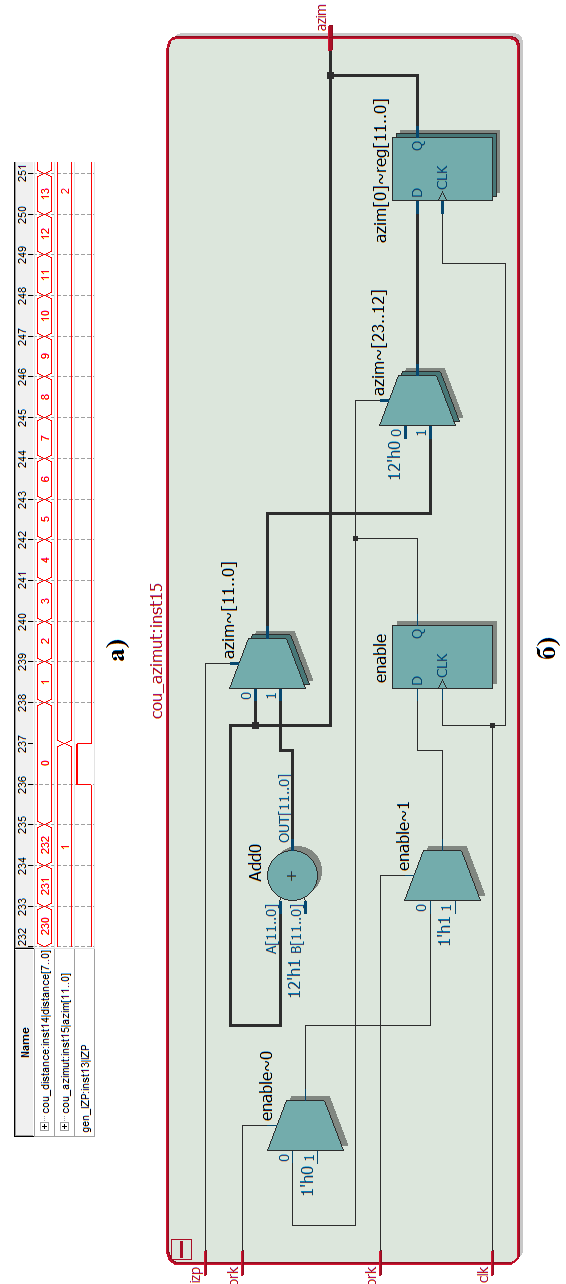 Name 232 233 234 235 236 237 238 239 240 241 242 243 244 245 246 247 248 249 250 251
cou_distance:inst14|distance[7..0] 230 231 232 0 1 2 3 4 5 6 7 8 9 10 11 12 13
cou_azimut:inst15|azim[11..0] 1 2
gen_IZP:inst13|IZP
а)
cou_azimut:inst15
izp
ork
ork
clk
enable~0
0
1'h0 1
Add0
A[11..0]
12'h1 B[11..0]
+
OUT[11..0]
enable~1
0
1'h1 1
azim~[11..0]
0
1
enable
D
CLK
Q
azim~[23..12]
12'h0 0
1
azim[0]~reg[11..0]
D
CLK
Q
azim
б)